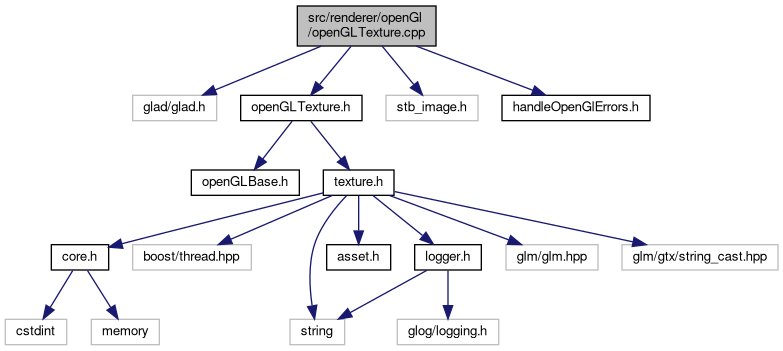 src/renderer/openGl
/openGLTexture.cpp
glad/glad.h
openGLTexture.h
stb_image.h
handleOpenGlErrors.h
openGLBase.h
texture.h
core.h
boost/thread.hpp
asset.h
logger.h
glm/glm.hpp
glm/gtx/string_cast.hpp
cstdint
memory
string
glog/logging.h